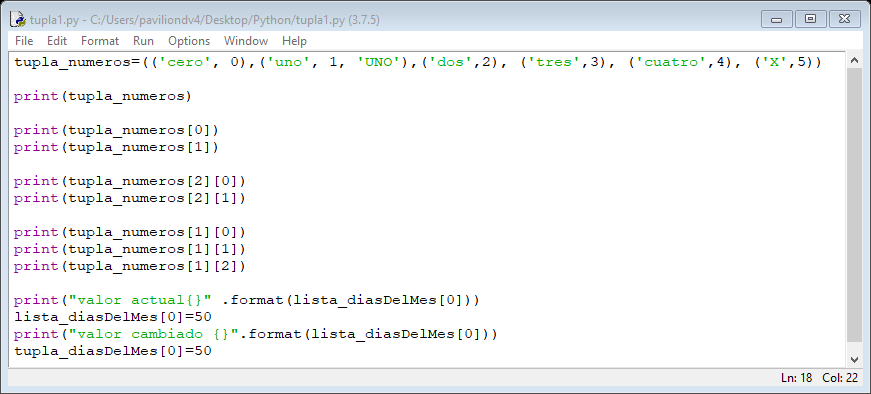 tupla1.py - C:/Users/paviliondv4/Desktop/Python/tupla1.py (3.7.5)
File Edit Format Run Options Window Help
tupla_numeros=(('cero', 0),('uno', 1, 'UNO'),('dos',2), ('tres',3), ('cuatro',4), ('X',5))
print(tupla_numeros)
print(tupla_numeros[0])
print(tupla_numeros[1])
print(tupla_numeros[2][0])
print(tupla_numeros[2][1])
print(tupla_numeros[1][0])
print(tupla_numeros[1][1])
print(tupla_numeros[1][2])
print("valor actual{}" .format(lista_diasDelMes[0]))
lista_diasDelMes[0]=50
print("valor cambiado {}".format(lista_diasDelMes[0]))
tupla_diasDelMes[0]=50
Ln: 18 Col: 22